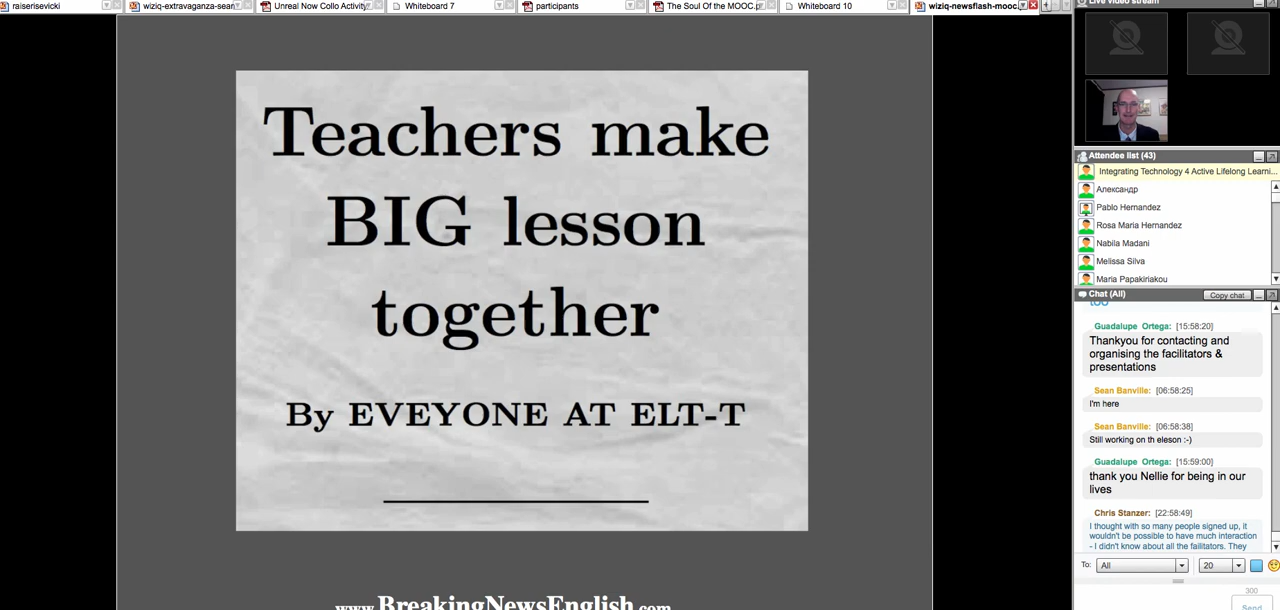 raiserisevicki
wiziq-extravaganza-sean
Unreal Now Collo Activity
Whiteboard 7
participants
The Soul Of the MOOC.p
Whiteboard 10
wiziq-newsflash-mooc.
Teachers make
BIG lesson
together
By EVEYONE AT ELT-T
www.BreakingNewsEnglish.com
Live video stream
Attendee list (43)
Integrating Technology 4 Active Lifelong Learni...
Александр
Pablo Hernandez
Rosa Maria Hernandez
Nabila Madani
Melissa Silva
Maria Papakiriakou
Chat (All)
Copy chat
too
Guadalupe Ortega: [15:58:20]
Thankyou for contacting and
organising the facilitators &
presentations
Sean Banville: [06:58:25]
I'm here
Sean Banville: [06:58:38]
Still working on th eleson :-)
Guadalupe Ortega: [15:59:00]
thank you Nellie for being in our
lives
Chris Stanzer: [22:58:49]
I thought with so many people signed up, it
wouldn't be possible to have much interaction
- I didn't know about all the failitators. They
To: All 20
300
Send